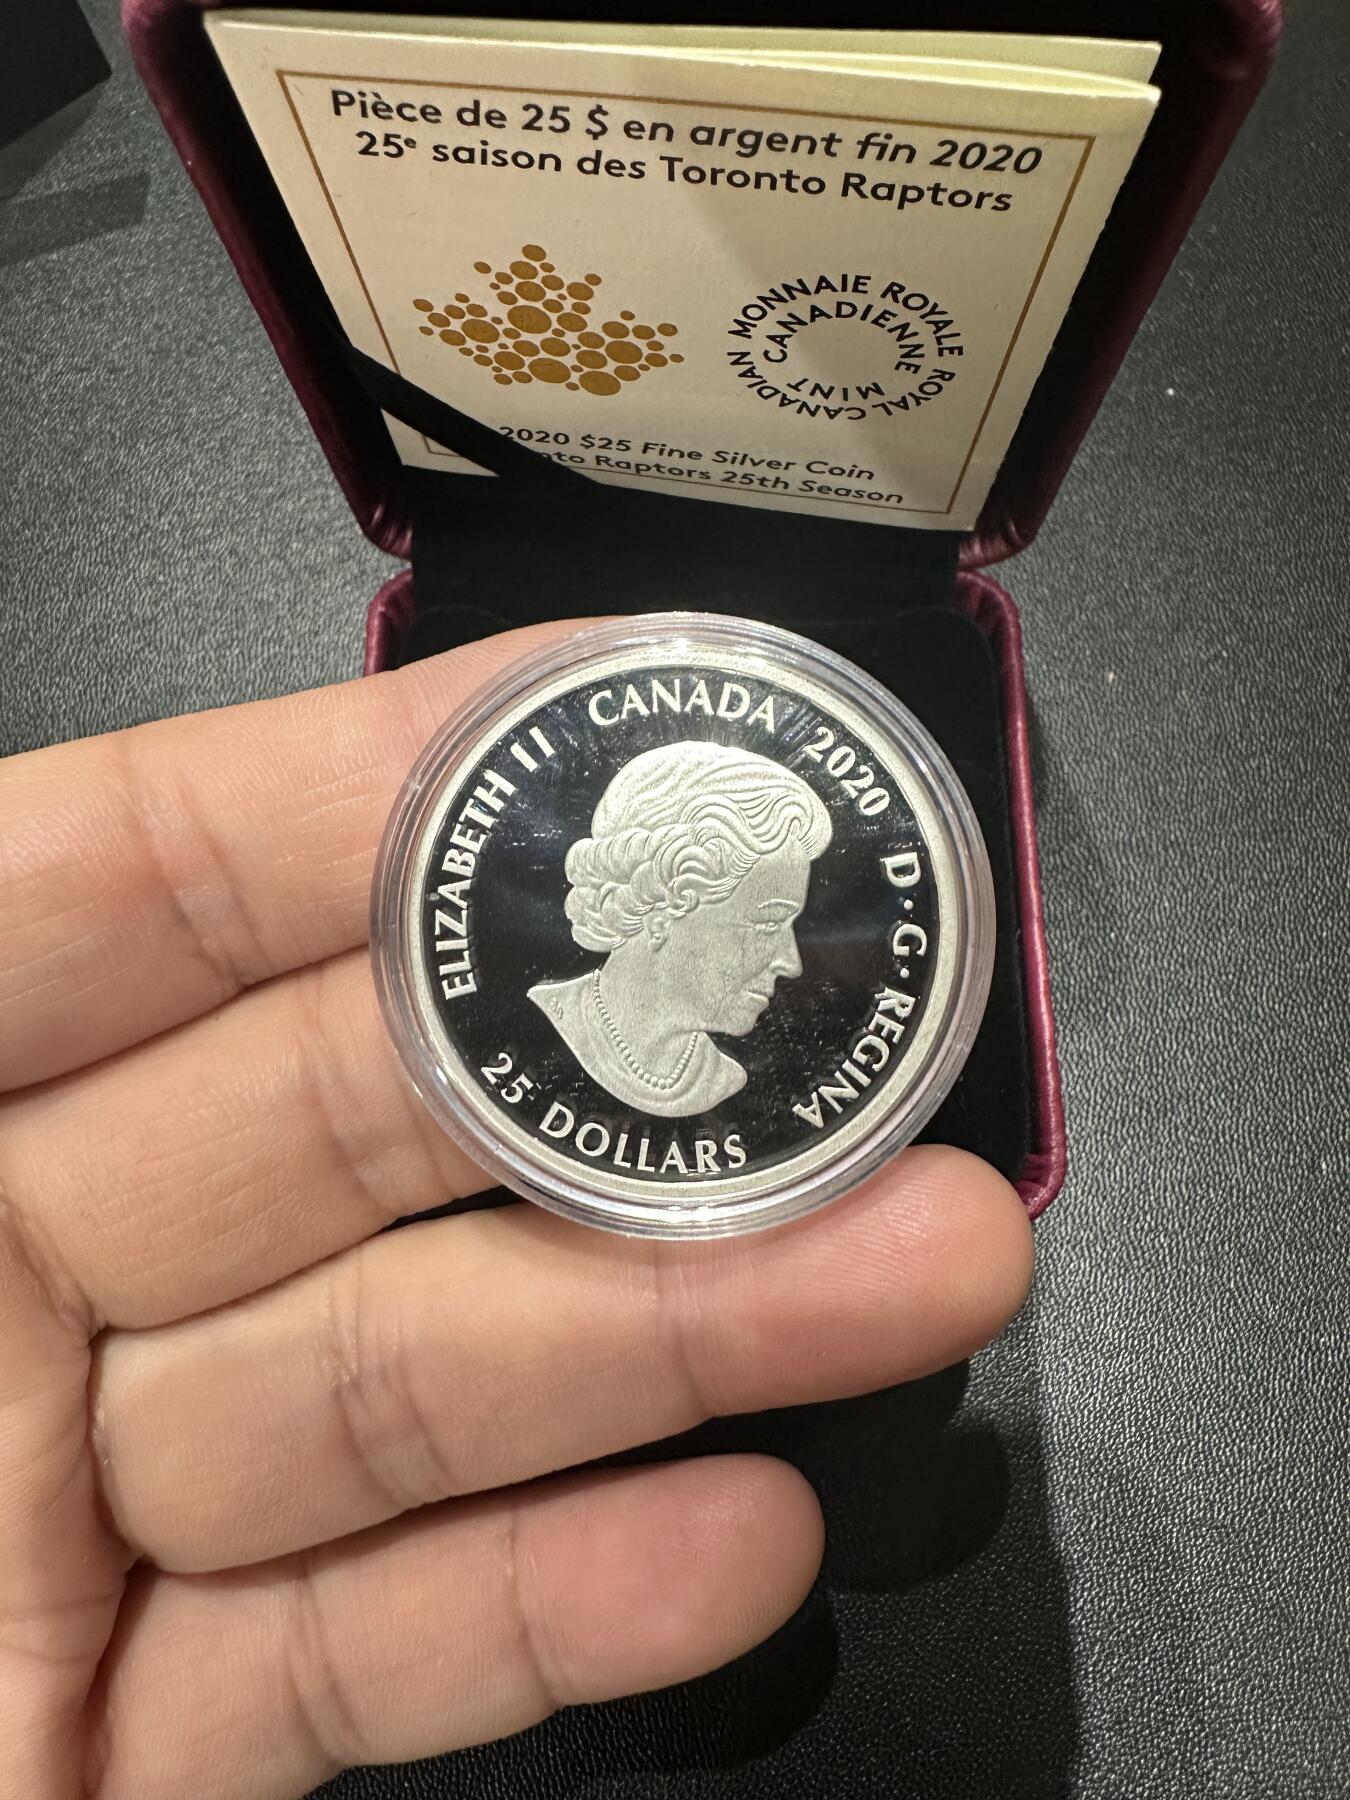 Pièce de 25 $ en argent fin 2020
25e saison des Toronto Raptors
MONNAIE ROYALE CANADIENNE
ROYAL CANADIAN MINT
2020 $25 Fine Silver Coin
Raptors 25th Season
ELIZABETH II CANADA 2020 D·G·REGINA
25 DOLLARS